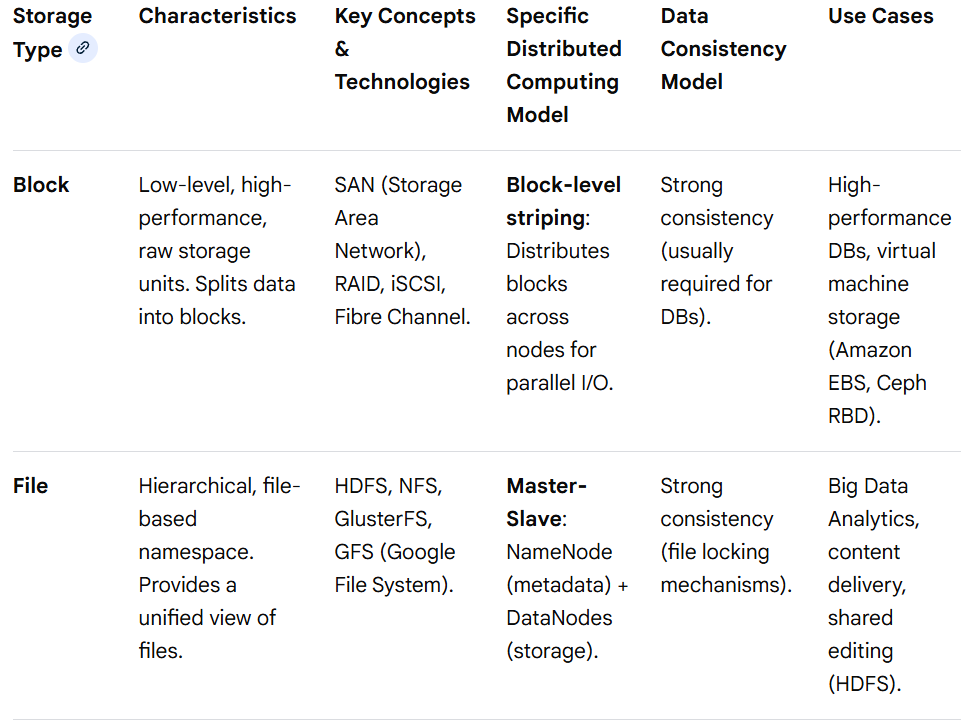 Storage Type
Characteristics
Key Concepts & Technologies
Specific Distributed Computing Model
Data Consistency Model
Use Cases
Block
Low-level, high-
performance,
raw storage
units. Splits data
into blocks.
SAN (Storage
Area
Network),
RAID, iSCSI,
Fibre Channel.
Block-level
striping:
Distributes
blocks
across
nodes for
parallel I/O.
Strong
consistency
(usually
required for
DBs).
High-
performance
DBs, virtual
machine
storage
(Amazon
EBS, Ceph
RBD).
File
Hierarchical, file-
based
namespace.
Provides a
unified view of
files.
HDFS, NFS,
GlusterFS,
GFS (Google
File System).
Master-
Slave:
NameNode
(metadata) +
DataNodes
(storage).
Strong
consistency
(file locking
mechanisms).
Big Data
Analytics,
content
delivery,
shared
editing
(HDFS).